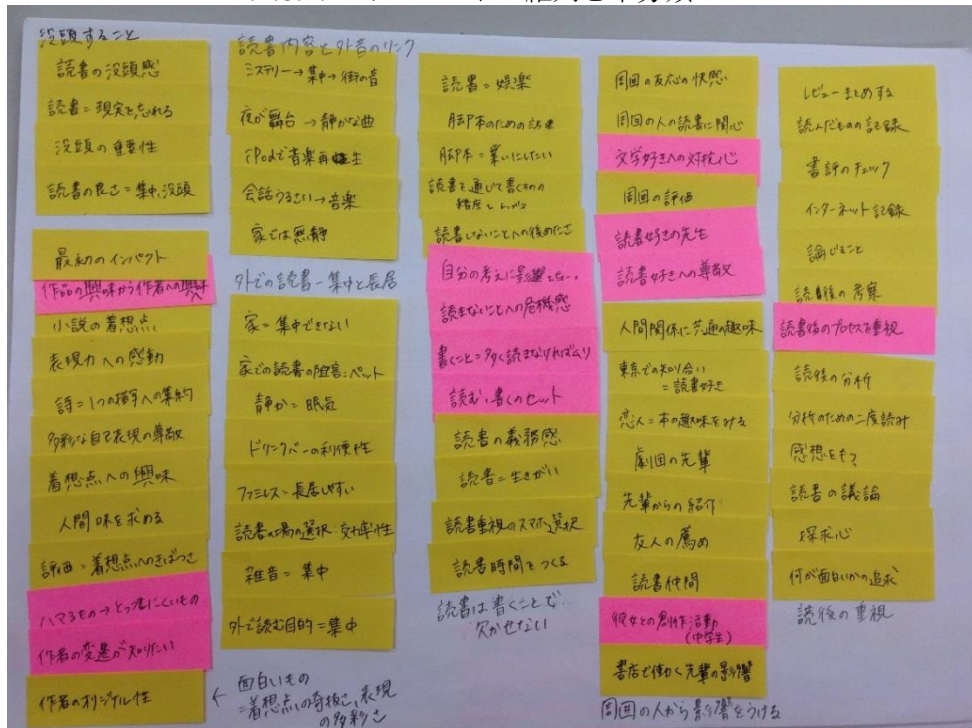 没頭すること
読書の没頭感
読書=現実を忘れる
没頭の重要性
読書の良さ=集中、没頭
最初のインパクト
作品の興味から作者への興味
小説の着想点
表現力への感動
詩=1つの描写への集約
多彩な自己表現の尊敬
着想点への興味
人間味を求める
評価=着想点へのきばつさ
ハマるもの→とっ着にくいもの
作者の変遷が知りたい
作者のオリジナル性
← 面白いもの
=着想点の奇抜さ、表現
の多彩さ
読書内容と外音のリンク
ミステリー→集中→街の音
夜が舞台→静かな曲
iPodで音楽再生
会話うるさい→音楽
家では無静
外での読書-集中と長居
家=集中できない
家での読書の阻害:ペット
静か=眠気
ドリンクバーの利便性
ファミレス=長居しやすい
読書の場の選択:効率性
雑音=集中
外で読む目的=集中
読書=娯楽
脚本のための
脚本=業いにしたい
読書を通じて書くための
精度
読書しないことへの後めたさ
自分の考えに影響
読まないことへの危機感
書くこと=多く読まなければムリ
読む、書くのセット
読書の義務感
読書=生きがい
読書重視のスマホ選択
読書時間をつくる
読書は書くことで
欠かせない
周囲の反応の快感
周囲の人の読書に関心
文学好きへの対抗心
周囲の評価
読書好きの先生
読書好きへの尊敬
人間関係に共通の趣味
東京での知り合い
=読書好き
恋人=本の趣味をみる
劇団の先輩
先輩からの紹介
友人の薦め
読書仲間
彼女との創作活動
(中学生)
書店で働く先輩の影響
周囲の人から影響をうける
レビューまとめする
読んだものの記録
書評のチェック
インターネット記録
論じること
読後の考察
読書後のプロセスを重視
読後の分析
分析のための二度読み
感想をもつ
読書の議論
探求心
何が面白いかの追求
読後の重視